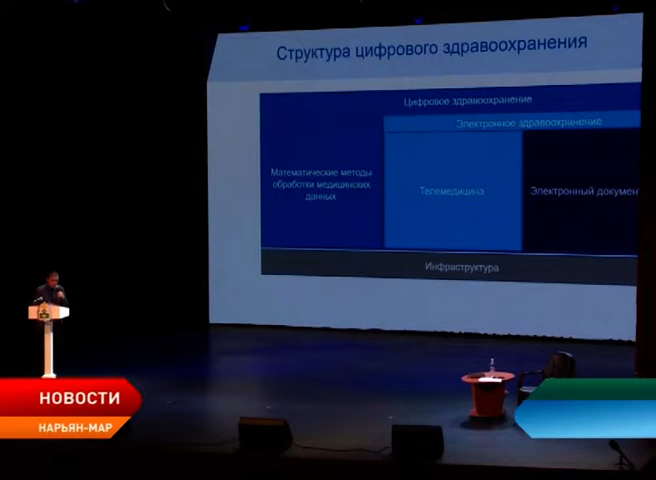 Структура цифрового здравоохранения
Цифровое здравоохранение
Электронное здравоохранение
Математические методы
обработки медицинских
данных
Телемедицина
Электронный докумен
Инфраструктура
НОВОСТИ
НАРЬЯН-МАР